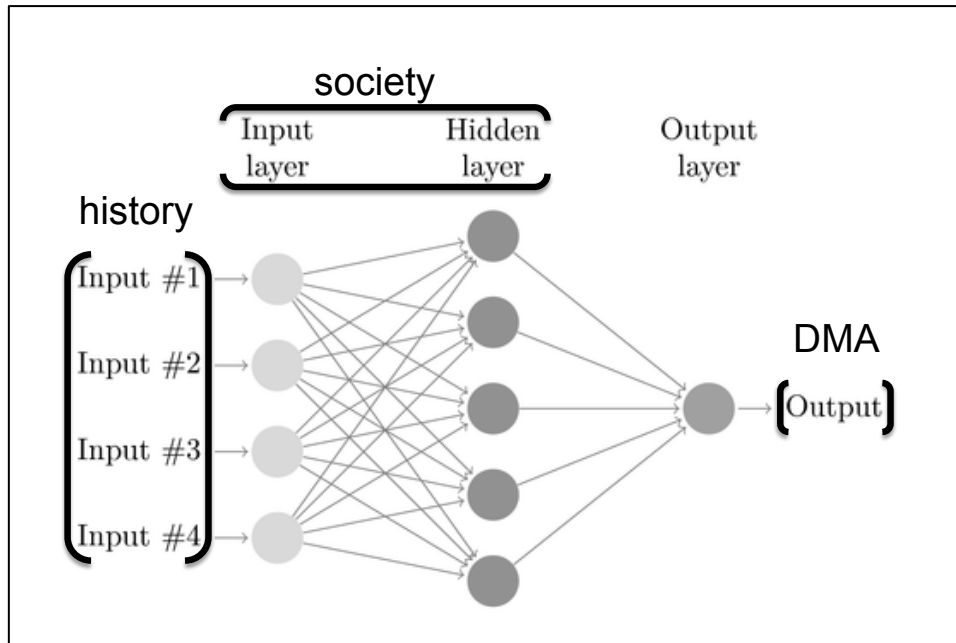 society
Input
layer
Hidden
layer
Output
layer
history
Input #1
Input #2
Input #3
Input #4
DMA
Output